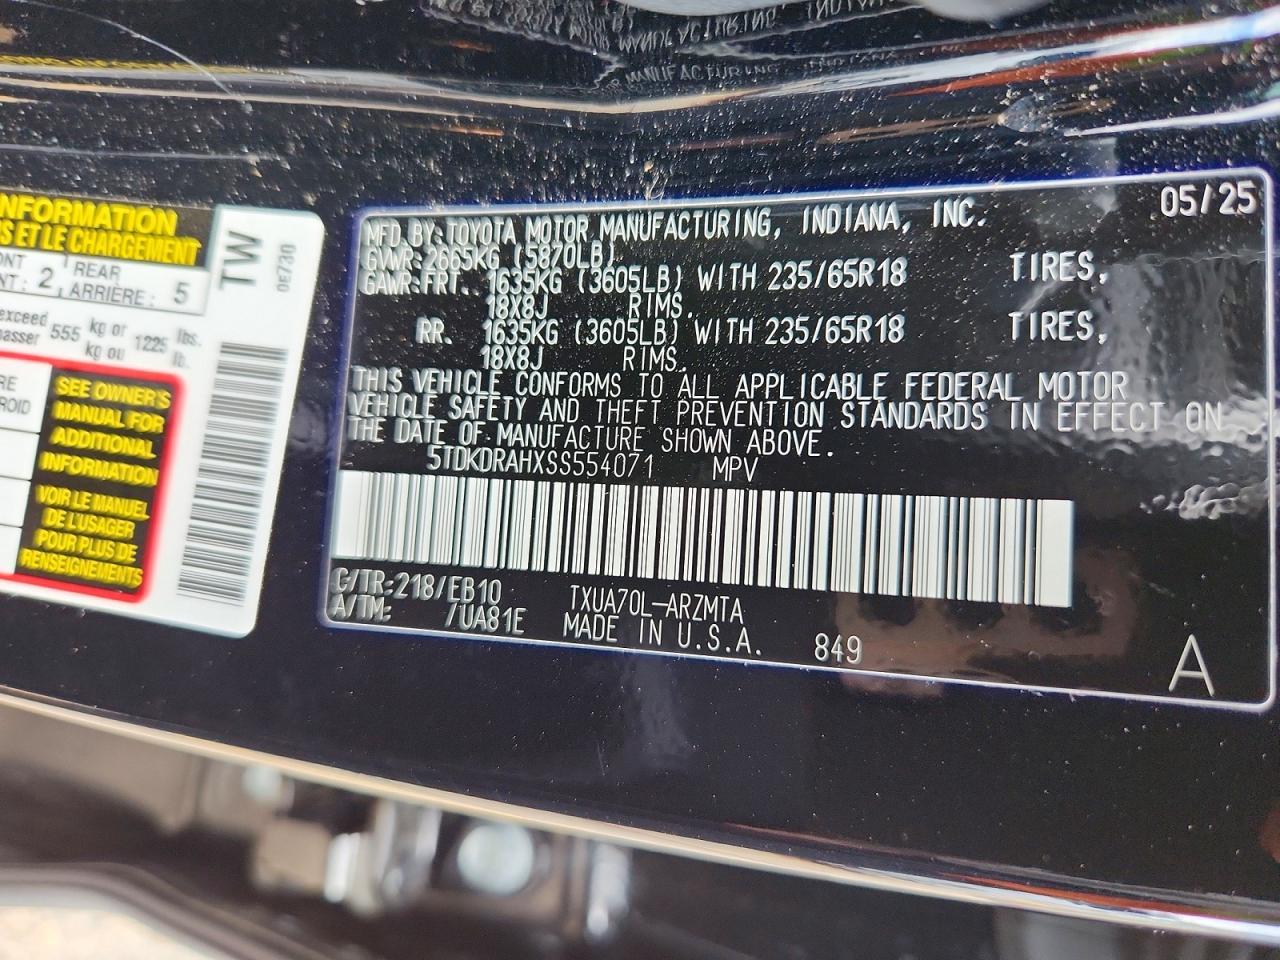 NFORMATION
S ET LE CHARGEMENT
2
REAR
ARRIÈRE : 5
exceed
555 kg or 1225 lbs.
kg ou lb.
TW
0E730
SEE OWNER'S
MANUAL FOR
ADDITIONAL
INFORMATION
VOIR LE MANUEL
DE L'USAGER
POUR PLUS DE
RENSEIGNEMENTS
05/25
MFD.BY:TOYOTA MOTOR MANUFACTURING, INDIANA, INC.
GVWR:2665KG (5870LB)
GAWR:FRT. 1635KG (3605LB) WITH 235/65R18 TIRES,
18X8J RIMS.
RR. 1635KG (3605LB) WITH 235/65R18 TIRES,
18X8J RIMS.
THIS VEHICLE CONFORMS TO ALL APPLICABLE FEDERAL MOTOR
VEHICLE SAFETY AND THEFT PREVENTION STANDARDS IN EFFECT ON
THE DATE OF MANUFACTURE SHOWN ABOVE.
5TDKDRAHXSS554071 MPV
C/TR:218/EB10 TXUA70L-ARZMTA
A/TM: /UA81E MADE IN U.S.A. 849
A